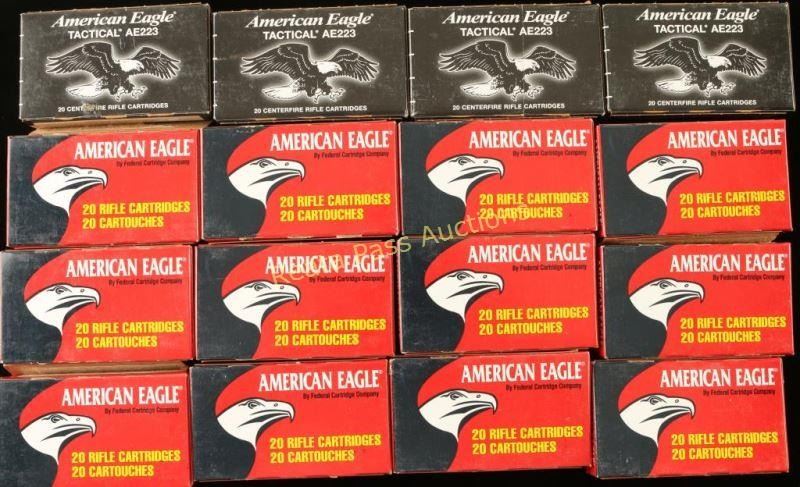 American Eagle
TACTICAL® AE223
20 CENTERFIRE RIFLE CARTRIDGES
American Eagle
TACTICAL® AE223
20 CENTERFIRE RIFLE CARTRIDGES
American Eagle
TACTICAL® AE223
20 CENTERFIRE RIFLE CARTRIDGES
American Eagle
TACTICAL® AE223
20 CENTERFIRE RIFLE CARTRIDGES
AMERICAN EAGLE®
By Federal Cartridge Company
20 RIFLE CARTRIDGES
20 CARTOUCHES
AMERICAN EAGLE®
By Federal Cartridge Company
20 RIFLE CARTRIDGES
20 CARTOUCHES
AMERICAN EAGLE®
By Federal Cartridge Company
20 RIFLE CARTRIDGES
20 CARTOUCHES
AMERICAN EAGLE®
By Federal Cartridge Company
20 RIFLE CARTRIDGES
20 CARTOUCHES
AMERICAN EAGLE®
By Federal Cartridge Company
20 RIFLE CARTRIDGES
20 CARTOUCHES
AMERICAN EAGLE®
By Federal Cartridge Company
20 RIFLE CARTRIDGES
20 CARTOUCHES
AMERICAN EAGLE®
By Federal Cartridge Company
20 RIFLE CARTRIDGES
20 CARTOUCHES
AMERICAN EAGLE®
By Federal Cartridge Company
20 RIFLE CARTRIDGES
20 CARTOUCHES
AMERICAN EAGLE®
By Federal Cartridge Company
20 RIFLE CARTRIDGES
20 CARTOUCHES
AMERICAN EAGLE®
By Federal Cartridge Company
20 RIFLE CARTRIDGES
20 CARTOUCHES
AMERICAN EAGLE®
By Federal Cartridge Company
20 RIFLE CARTRIDGES
20 CARTOUCHES
AMERICAN EAGLE®
By Federal Cartridge Company
20 RIFLE CARTRIDGES
20 CARTOUCHES
Pass Auctions